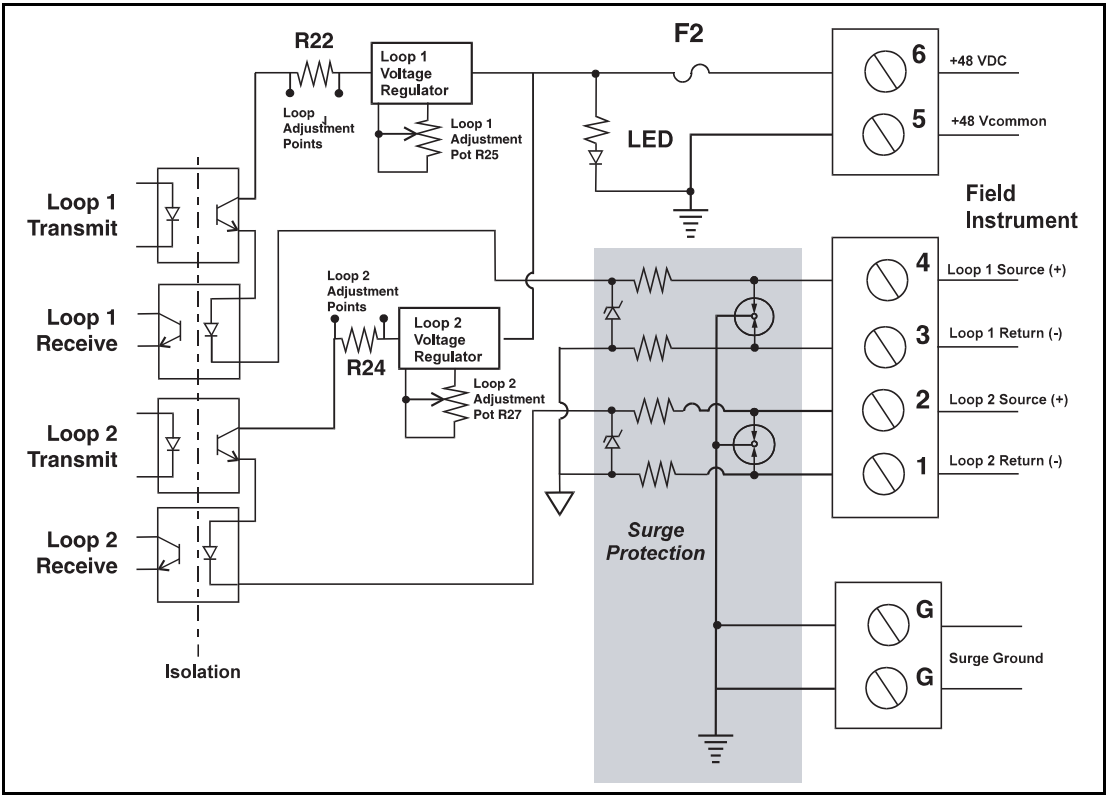 R22
Loop 1
Voltage
Regulator
F2
6
+48 VDC
Loop
Adjustment
Points
Loop 1
Adjustment
Pot R25
LED
5
+48 Vcommon
Loop 1
Transmit
Field
Instrument
4
Loop 1 Source (+)
Loop 1
Receive
Loop 2
Adjustment
Points
R24
Loop 2
Voltage
Regulator
3
Loop 1 Return (-)
Loop 2
Adjustment
Pot R27
2
Loop 2 Source (+)
Loop 2
Transmit
1
Loop 2 Return (-)
Surge
Protection
Loop 2
Receive
G
Surge Ground
G
Isolation